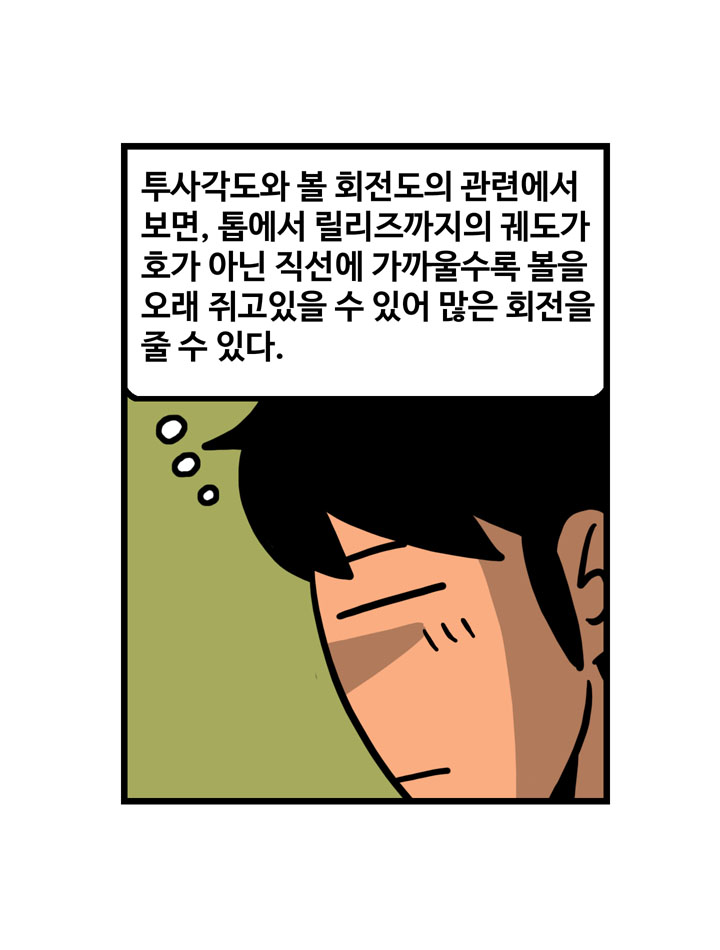 투사각도와 볼 회전도의 관련에서
보면, 톱에서 릴리즈까지의 궤도가
호가 아닌 직선에 가까울수록 볼을
오래 쥐고있을 수 있어 많은 회전을
줄 수 있다.